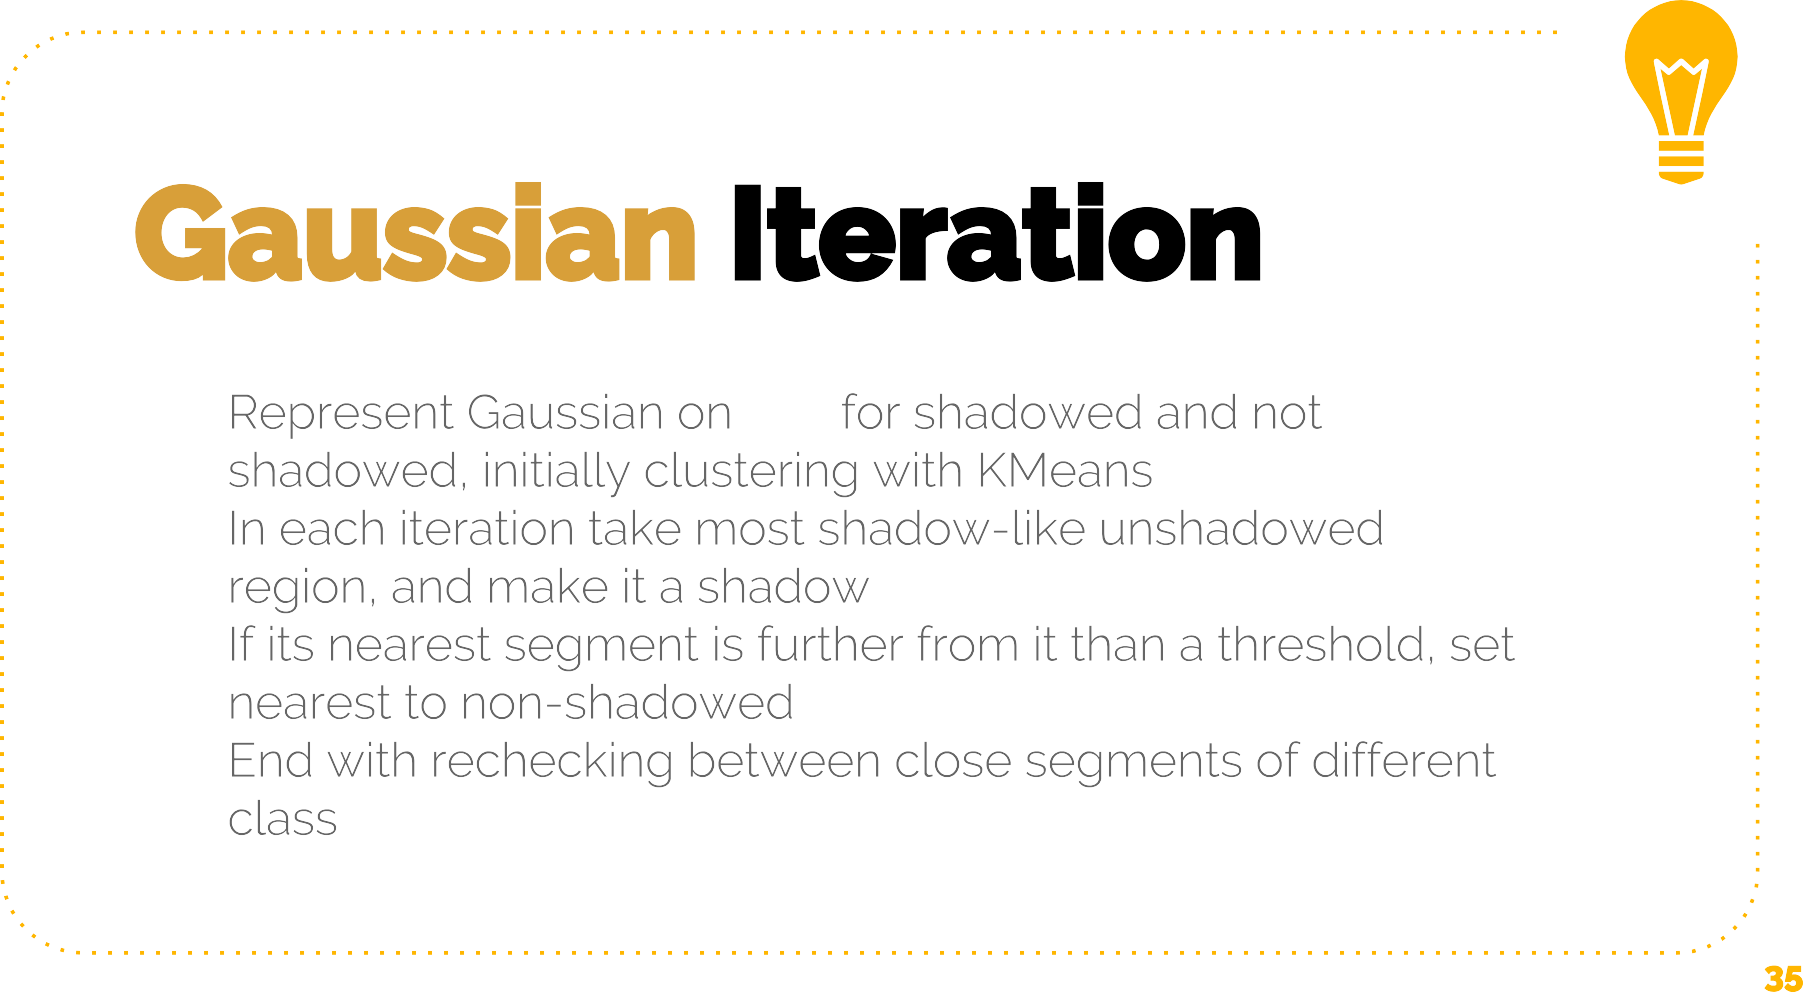 Gaussian Iteration
Represent Gaussian on for shadowed and not
shadowed, initially clustering with KMeans
In each iteration take most shadow-like unshadowed
region, and make it a shadow
If its nearest segment is further from it than a threshold, set
nearest to non-shadowed
End with rechecking between close segments of different
class
35